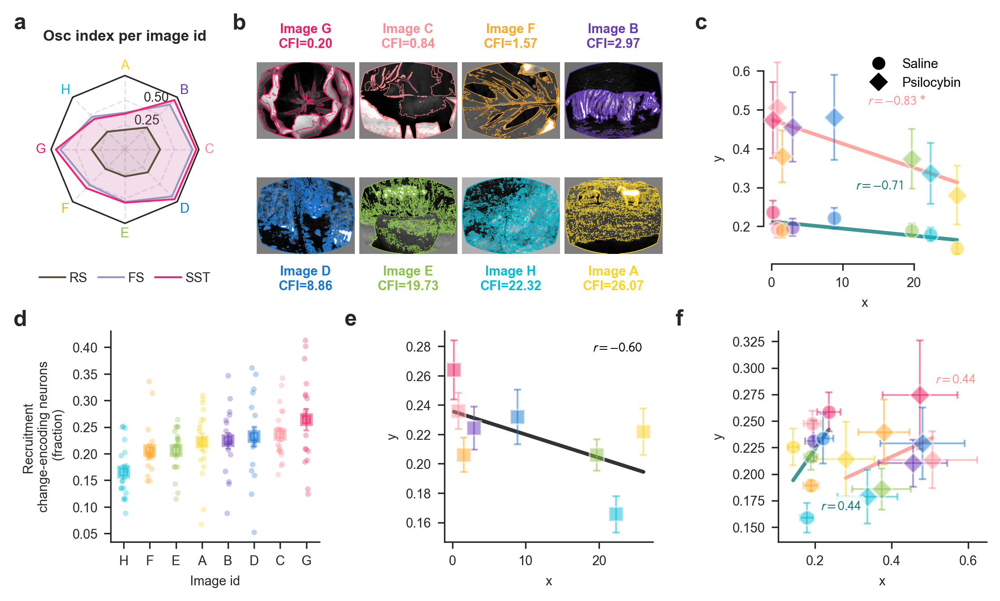 a
Osc index per image id
A
B
C
D
E
F
G
H
0.50
0.25
RS
FS
SST
b
Image G
CFI=0.20
Image C
CFI=0.84
Image F
CFI=1.57
Image B
CFI=2.97
Image D
CFI=8.86
Image E
CFI=19.73
Image H
CFI=22.32
Image A
CFI=26.07
c
Saline
Psilocybin
r=−0.83 *
r=−0.71
0.6
0.5
0.4
0.3
0.2
y
0
10
20
x
d
Recruitment
change-encoding neurons
(fraction)
0.40
0.35
0.30
0.25
0.20
0.15
0.10
0.05
H
F
E
A
B
D
C
G
Image id
e
r=−0.60
0.28
0.26
0.24
0.22
0.20
0.18
0.16
y
0
10
20
x
f
r=0.44
r=0.44
0.325
0.300
0.275
0.250
0.225
0.200
0.175
0.150
y
0.2
0.4
0.6
x